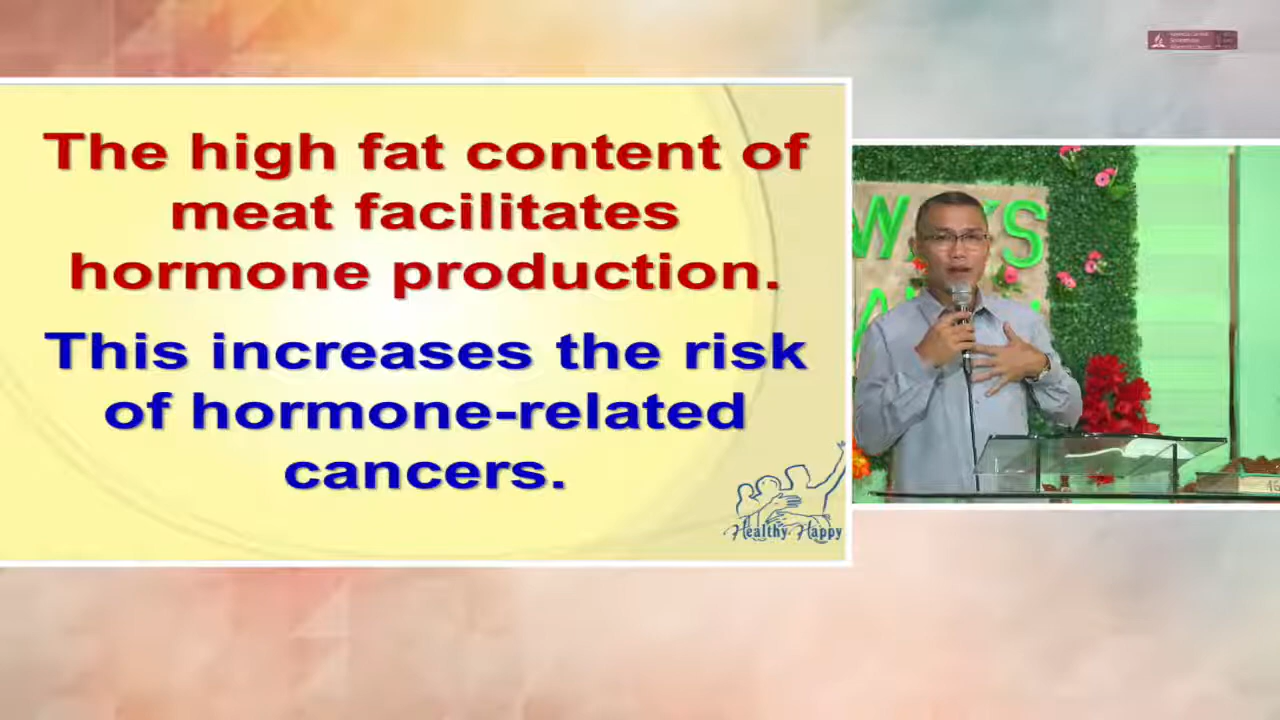 The high fat content of
meat facilitates
hormone production.
This increases the risk
of hormone-related
cancers.
Healthy Happy